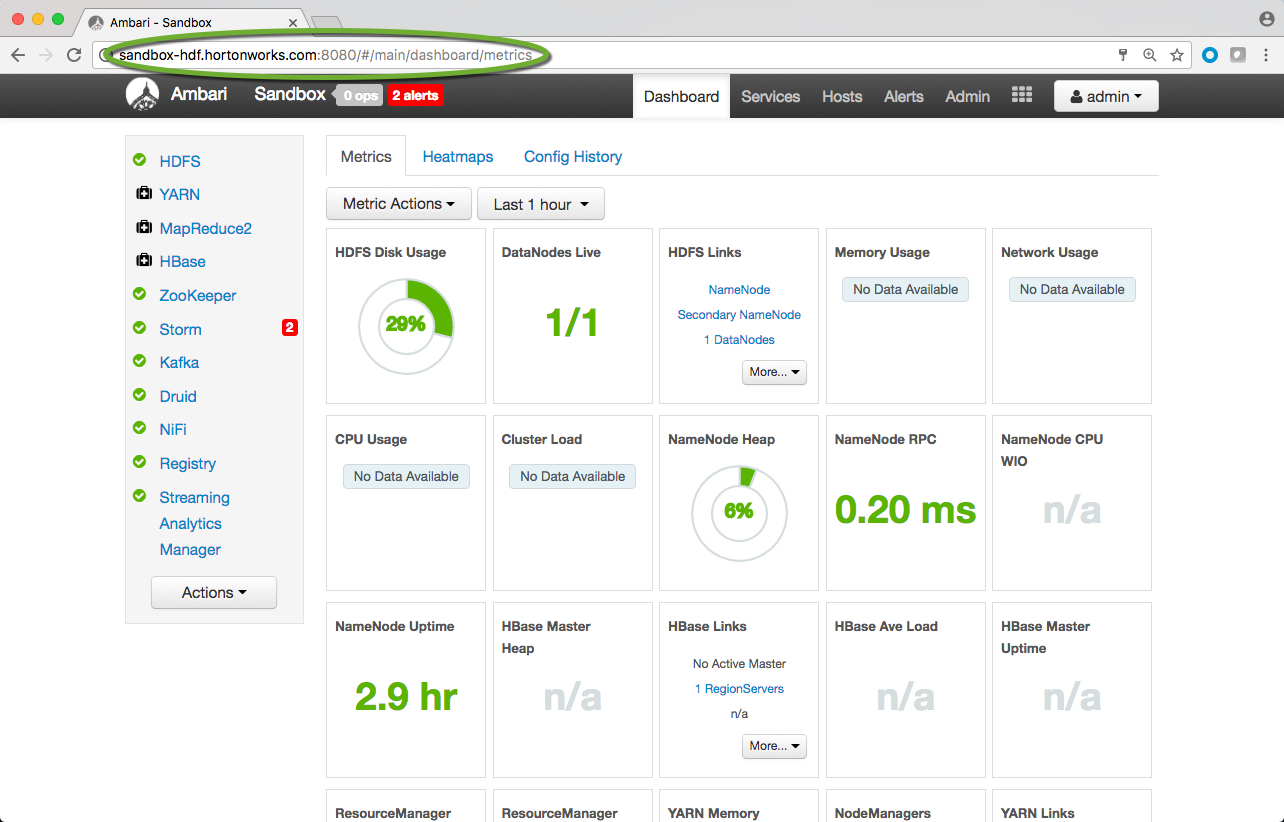 Ambari - Sandbox
sandbox-hdf.hortonworks.com:8080/#/main/dashboard/metrics
Ambari Sandbox 0 ops 2 alerts Dashboard Services Hosts Alerts Admin admin
HDFS
YARN
MapReduce2
HBase
ZooKeeper
Storm 2
Kafka
Druid
NiFi
Registry
Streaming
Analytics
Manager
Actions
Metrics Heatmaps Config History
Metric Actions Last 1 hour
HDFS Disk Usage
29%
DataNodes Live
1/1
HDFS Links
NameNode
Secondary NameNode
1 DataNodes
More...
Memory Usage
No Data Available
Network Usage
No Data Available
CPU Usage
No Data Available
Cluster Load
No Data Available
NameNode Heap
6%
NameNode RPC
0.20 ms
NameNode CPU
WIO
n/a
NameNode Uptime
2.9 hr
HBase Master
Heap
n/a
HBase Links
No Active Master
1 RegionServers
n/a
More...
HBase Ave Load
n/a
HBase Master
Uptime
n/a
ResourceManager
ResourceManager
YARN Memory
NodeManagers
YARN Links